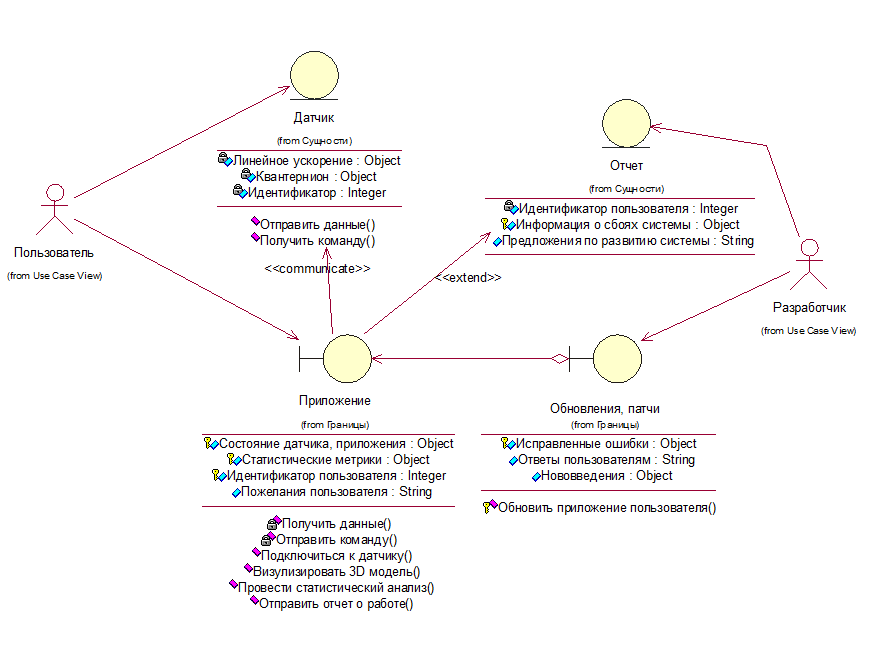 Датчик
(from Сущности)
Линейное ускорение : Object
Квантернион : Object
Идентификатор : Integer
Отправить данные()
Получить команду()
Отчет
(from Сущности)
Идентификатор пользователя : Integer
Информация о сбоях системы : Object
Предложения по развитию системы : String
Пользователь
(from Use Case View)
<<communicate>>
<<extend>>
Разработчик
(from Use Case View)
Приложение
(from Границы)
Состояние датчика, приложения : Object
Статистические метрики : Object
Идентификатор пользователя : Integer
Пожелания пользователя : String
Получить данные()
Отправить команду()
Подключиться к датчику()
Визулизировать 3D модель()
Провести статистический анализ()
Отправить отчет о работе()
Обновления, патчи
(from Границы)
Исправленные ошибки : Object
Ответы пользователям : String
Нововведения : Object
Обновить приложение пользователя()